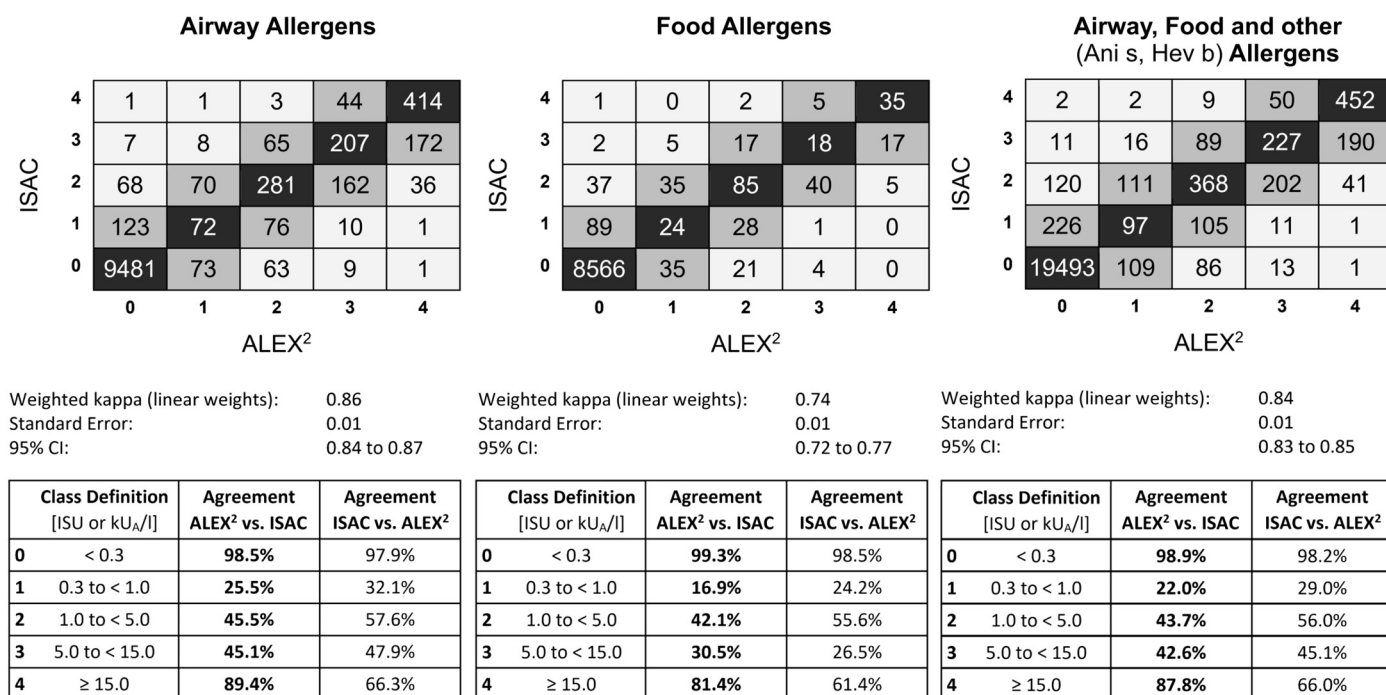 Airway Allergens
4 1 1 3 44 414
3 7 8 65 207 172
ISAC
2 68 70 281 162 36
1 123 72 76 10 1
0 9481 73 63 9 1
0 1 2 3 4
ALEX²
Weighted kappa (linear weights): 0.86
Standard Error: 0.01
95% CI: 0.84 to 0.87
Class Definition Agreement Agreement
[ISU or kU_A/l] ALEX² vs. ISAC ISAC vs. ALEX²
0 < 0.3 98.5% 97.9%
1 0.3 to < 1.0 25.5% 32.1%
2 1.0 to < 5.0 45.5% 57.6%
3 5.0 to < 15.0 45.1% 47.9%
4 ≥ 15.0 89.4% 66.3%
Food Allergens
4 1 0 2 5 35
3 2 5 17 18 17
ISAC
2 37 35 85 40 5
1 89 24 28 1 0
0 8566 35 21 4 0
0 1 2 3 4
ALEX²
Weighted kappa (linear weights): 0.74
Standard Error: 0.01
95% CI: 0.72 to 0.77
Class Definition Agreement Agreement
[ISU or kU_A/l] ALEX² vs. ISAC ISAC vs. ALEX²
0 < 0.3 99.3% 98.5%
1 0.3 to < 1.0 16.9% 24.2%
2 1.0 to < 5.0 42.1% 55.6%
3 5.0 to < 15.0 30.5% 26.5%
4 ≥ 15.0 81.4% 61.4%
Airway, Food and other
(Ani s, Hev b) Allergens
4 2 2 9 50 452
3 11 16 89 227 190
ISAC
2 120 111 368 202 41
1 226 97 105 11 1
0 19493 109 86 13 1
0 1 2 3 4
ALEX²
Weighted kappa (linear weights): 0.84
Standard Error: 0.01
95% CI: 0.83 to 0.85
Class Definition Agreement Agreement
[ISU or kU_A/l] ALEX² vs. ISAC ISAC vs. ALEX²
0 < 0.3 98.9% 98.2%
1 0.3 to < 1.0 22.0% 29.0%
2 1.0 to < 5.0 43.7% 56.0%
3 5.0 to < 15.0 42.6% 45.1%
4 ≥ 15.0 87.8% 66.0%